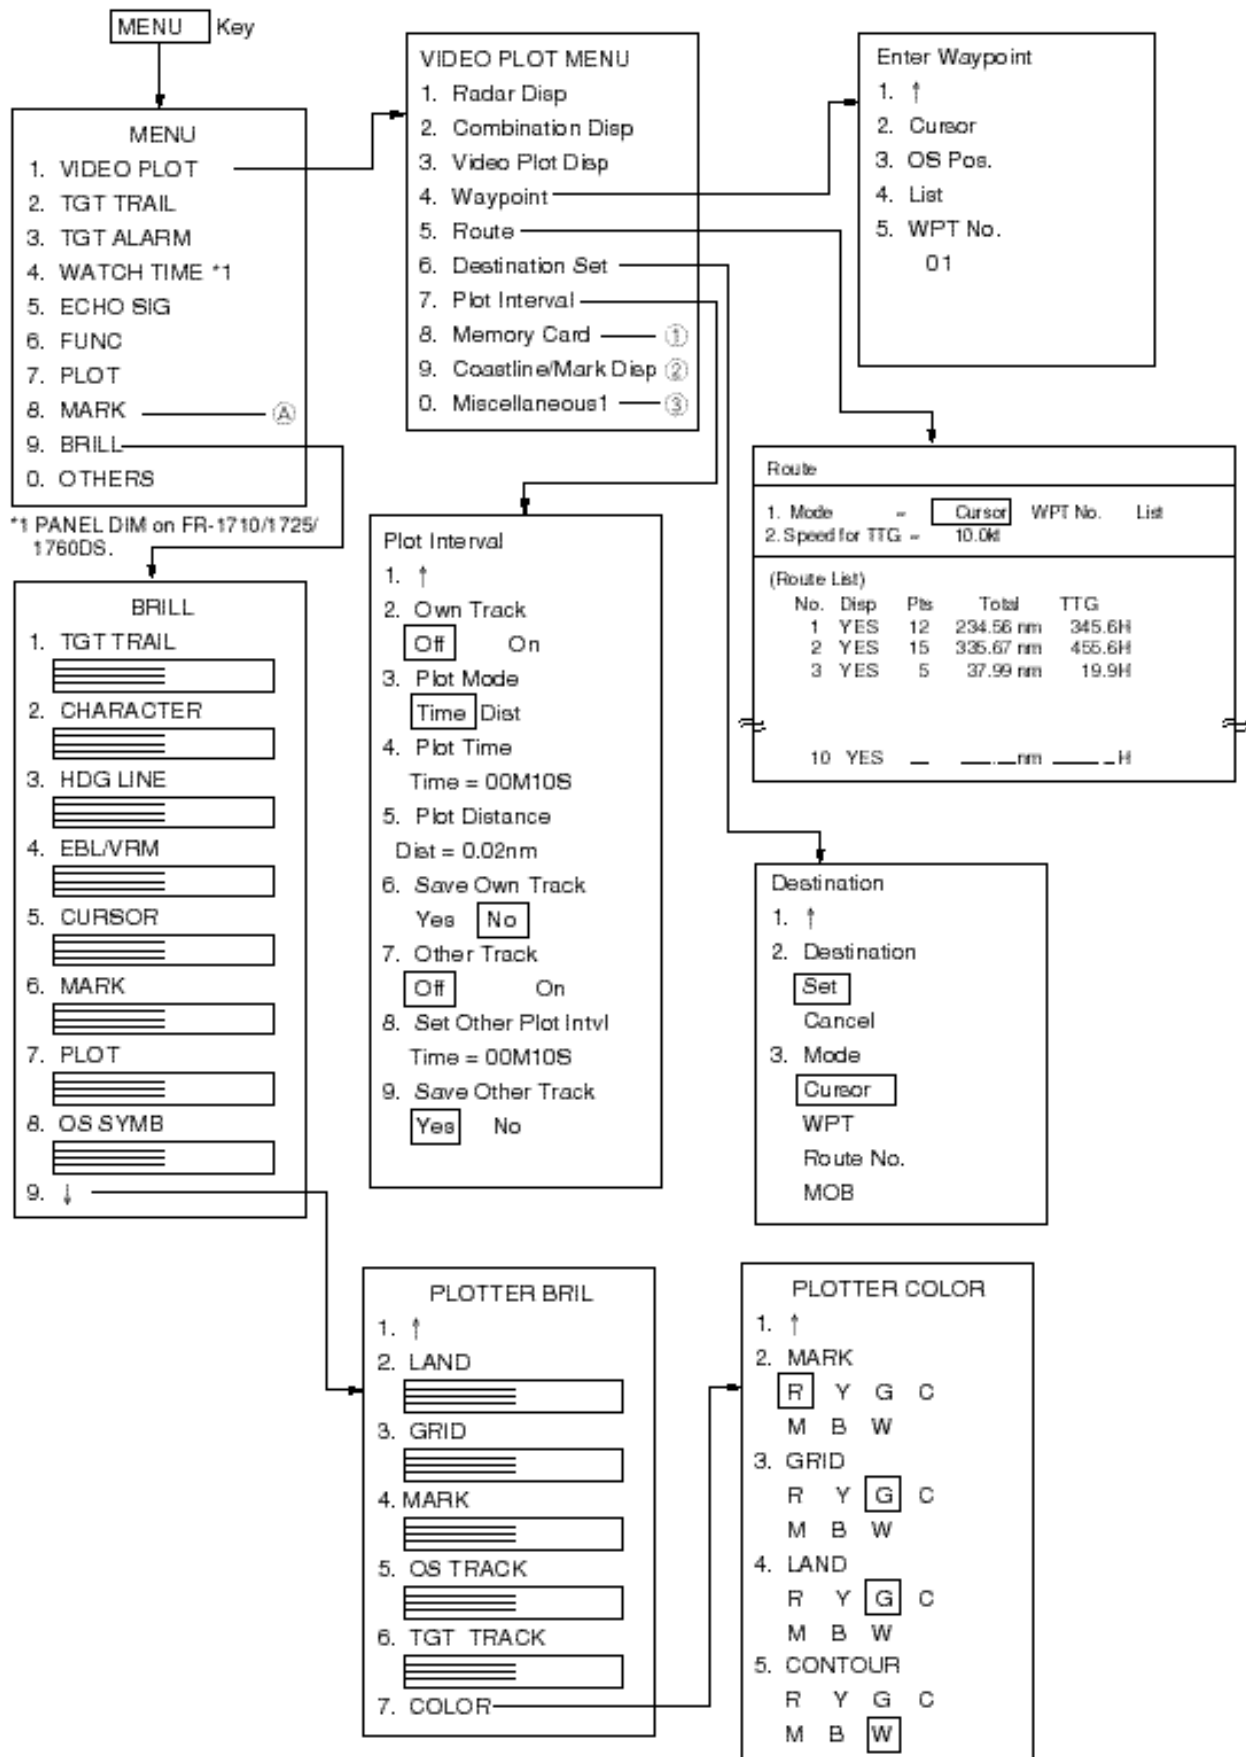 MENU Key
MENU
1. VIDEO PLOT
2. TGT TRAIL
3. TGT ALARM
4. WATCH TIME *1
5. ECHO SIG
6. FUNC
7. PLOT
8. MARK Ⓐ
9. BRILL
0. OTHERS
*1 PANEL DIM on FR-1710/1725/
1760DS.
VIDEO PLOT MENU
1. Radar Disp
2. Combination Disp
3. Video Plot Disp
4. Waypoint
5. Route
6. Destination Set
7. Plot Interval
8. Memory Card ①
9. Coastline/Mark Disp ②
0. Miscellaneous1 ③
Enter Waypoint
1. ↑
2. Cursor
3. OS Pos.
4. List
5. WPT No.
01
Route
1. Mode ~ Cursor WPT No. List
2. Speed for TTG ~ 10.0kt
(Route List)
No. Disp Pts Total TTG
1 YES 12 234.56 nm 345.6H
2 YES 15 335.67 nm 455.6H
3 YES 5 37.99 nm 19.9H
10 YES __ ___.__nm _____._H
BRILL
1. TGT TRAIL
2. CHARACTER
3. HDG LINE
4. EBL/VRM
5. CURSOR
6. MARK
7. PLOT
8. OS SYMB
9. ↓
Plot Interval
1. ↑
2. Own Track
Off On
3. Plot Mode
Time Dist
4. Plot Time
Time = 00M10S
5. Plot Distance
Dist = 0.02nm
6. Save Own Track
Yes No
7. Other Track
Off On
8. Set Other Plot Intvl
Time = 00M10S
9. Save Other Track
Yes No
Destination
1. ↑
2. Destination
Set
Cancel
3. Mode
Cursor
WPT
Route No.
MOB
PLOTTER BRIL
1. ↑
2. LAND
3. GRID
4. MARK
5. OS TRACK
6. TGT TRACK
7. COLOR
PLOTTER COLOR
1. ↑
2. MARK
R Y G C
M B W
3. GRID
R Y G C
M B W
4. LAND
R Y G C
M B W
5. CONTOUR
R Y G C
M B W